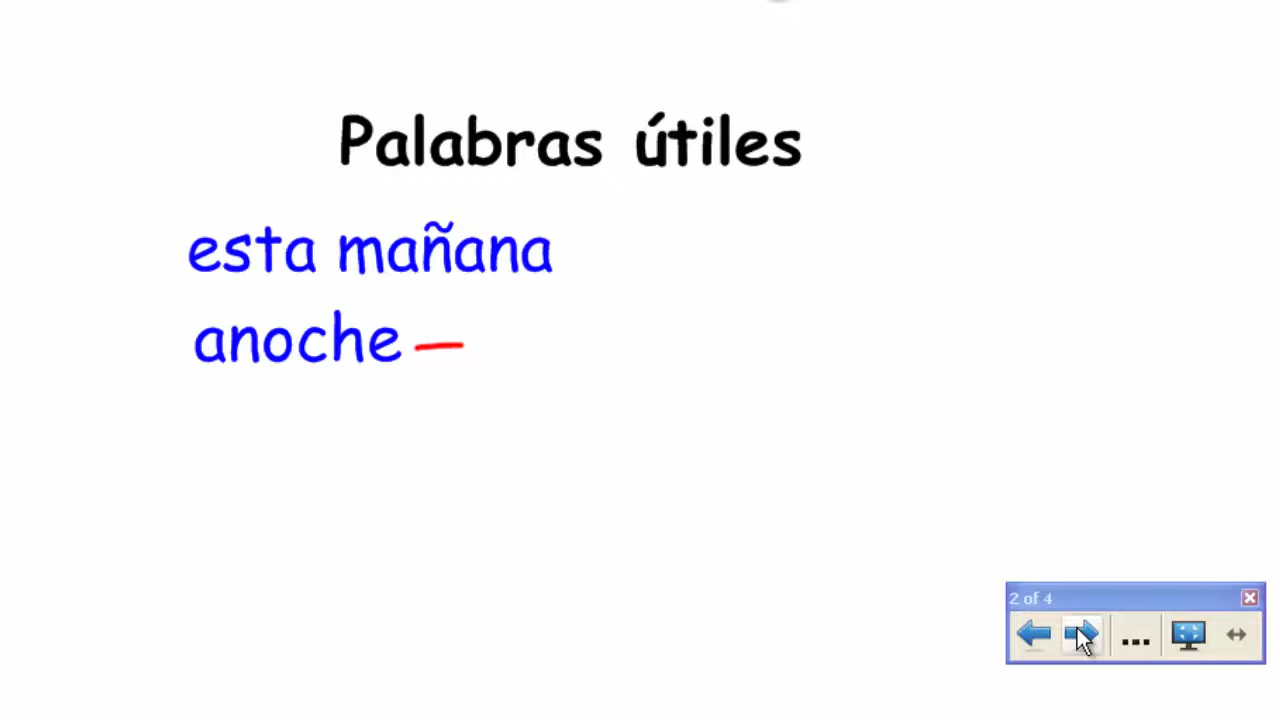 Palabras útiles
esta mañana
anoche —
2 of 4
...